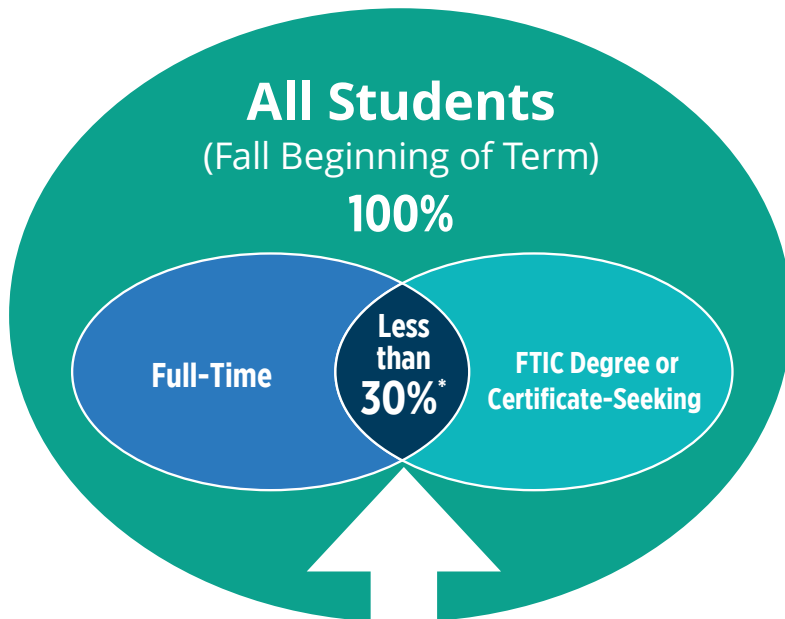 All Students
(Fall Beginning of Term)
100%
Full-Time
Less
than
30%*
FTIC Degree or
Certificate-Seeking